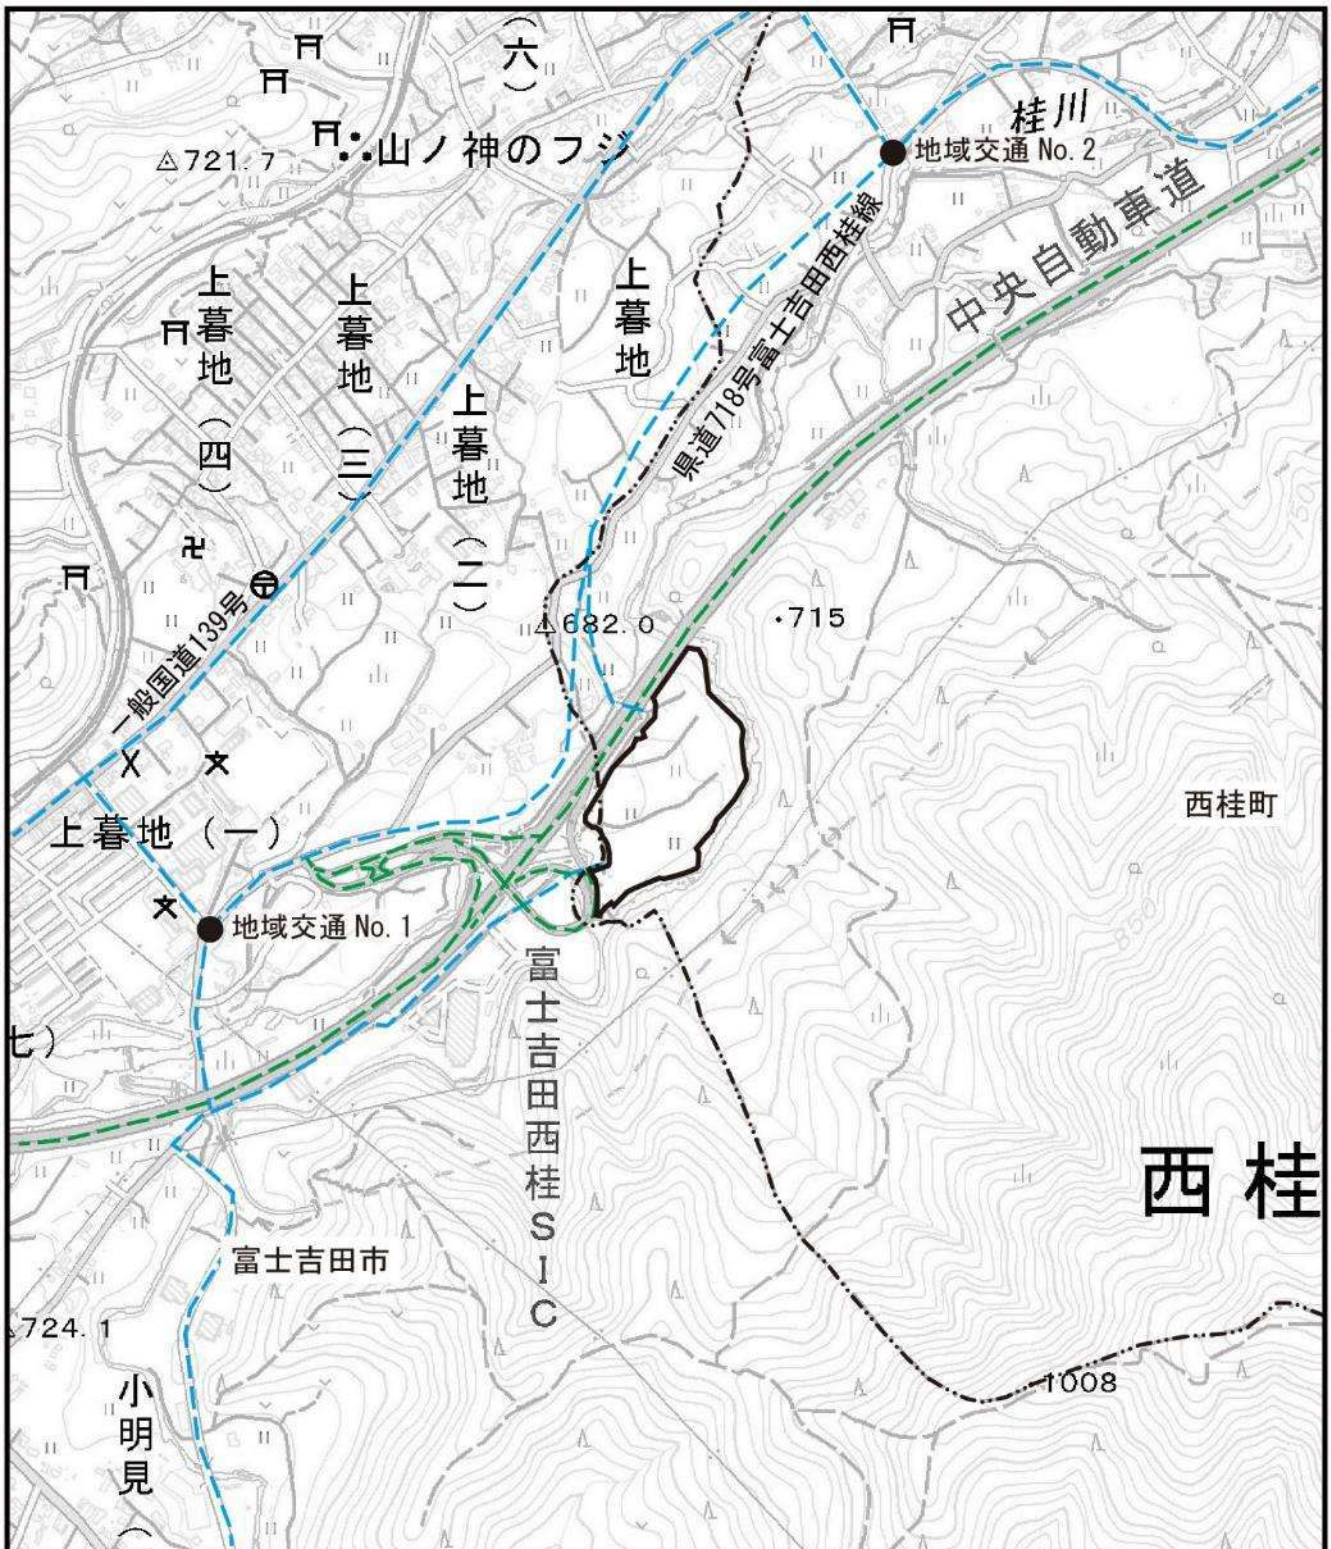 （六）
山ノ神のフジ
721.7
桂川
地域交通 No. 2
中央自動車道
県道718号富士吉田西桂線
上暮地
上暮地（四）
上暮地（三）
上暮地（二）
682.0
・715
一般国道139号
上暮地（一）
西桂町
地域交通 No. 1
七）
富士吉田西桂SIC
西桂
富士吉田市
724.1
1008
小明見（